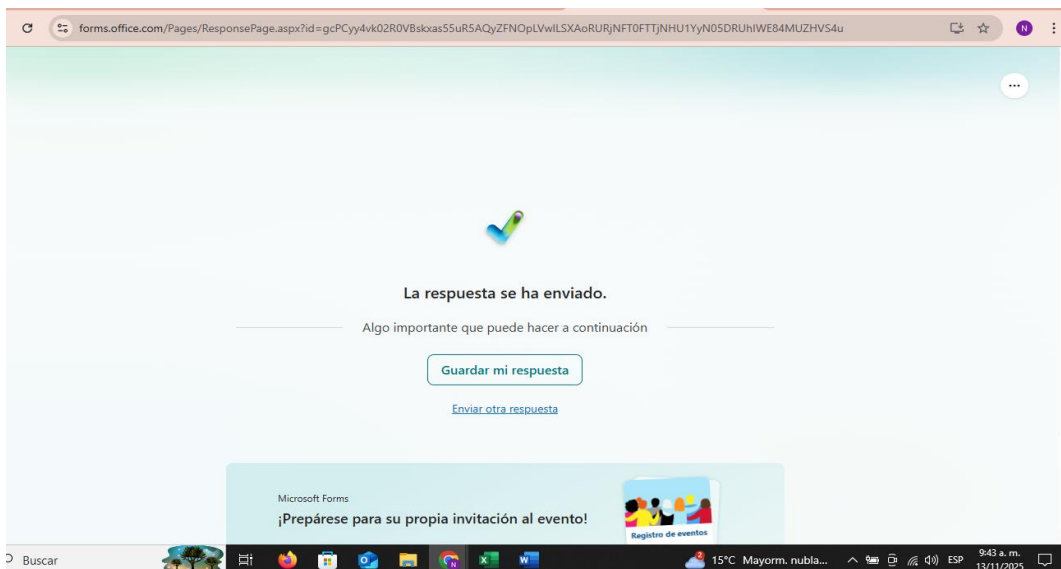 forms.office.com/Pages/ResponsePage.aspx?id=gcPCyy4vk02R0VBskxas55uR5AQyZFNOpLVwlLSXAoRURjNFT0FTTjNHU1YyN05DRUhIWE84MUZHVS4u
N
La respuesta se ha enviado.
Algo importante que puede hacer a continuación
Guardar mi respuesta
Enviar otra respuesta
Microsoft Forms
¡Prepárese para su propia invitación al evento!
Registro de eventos
Buscar
15°C Mayorm. nubla...
ESP
9:43 a. m.
13/11/2025